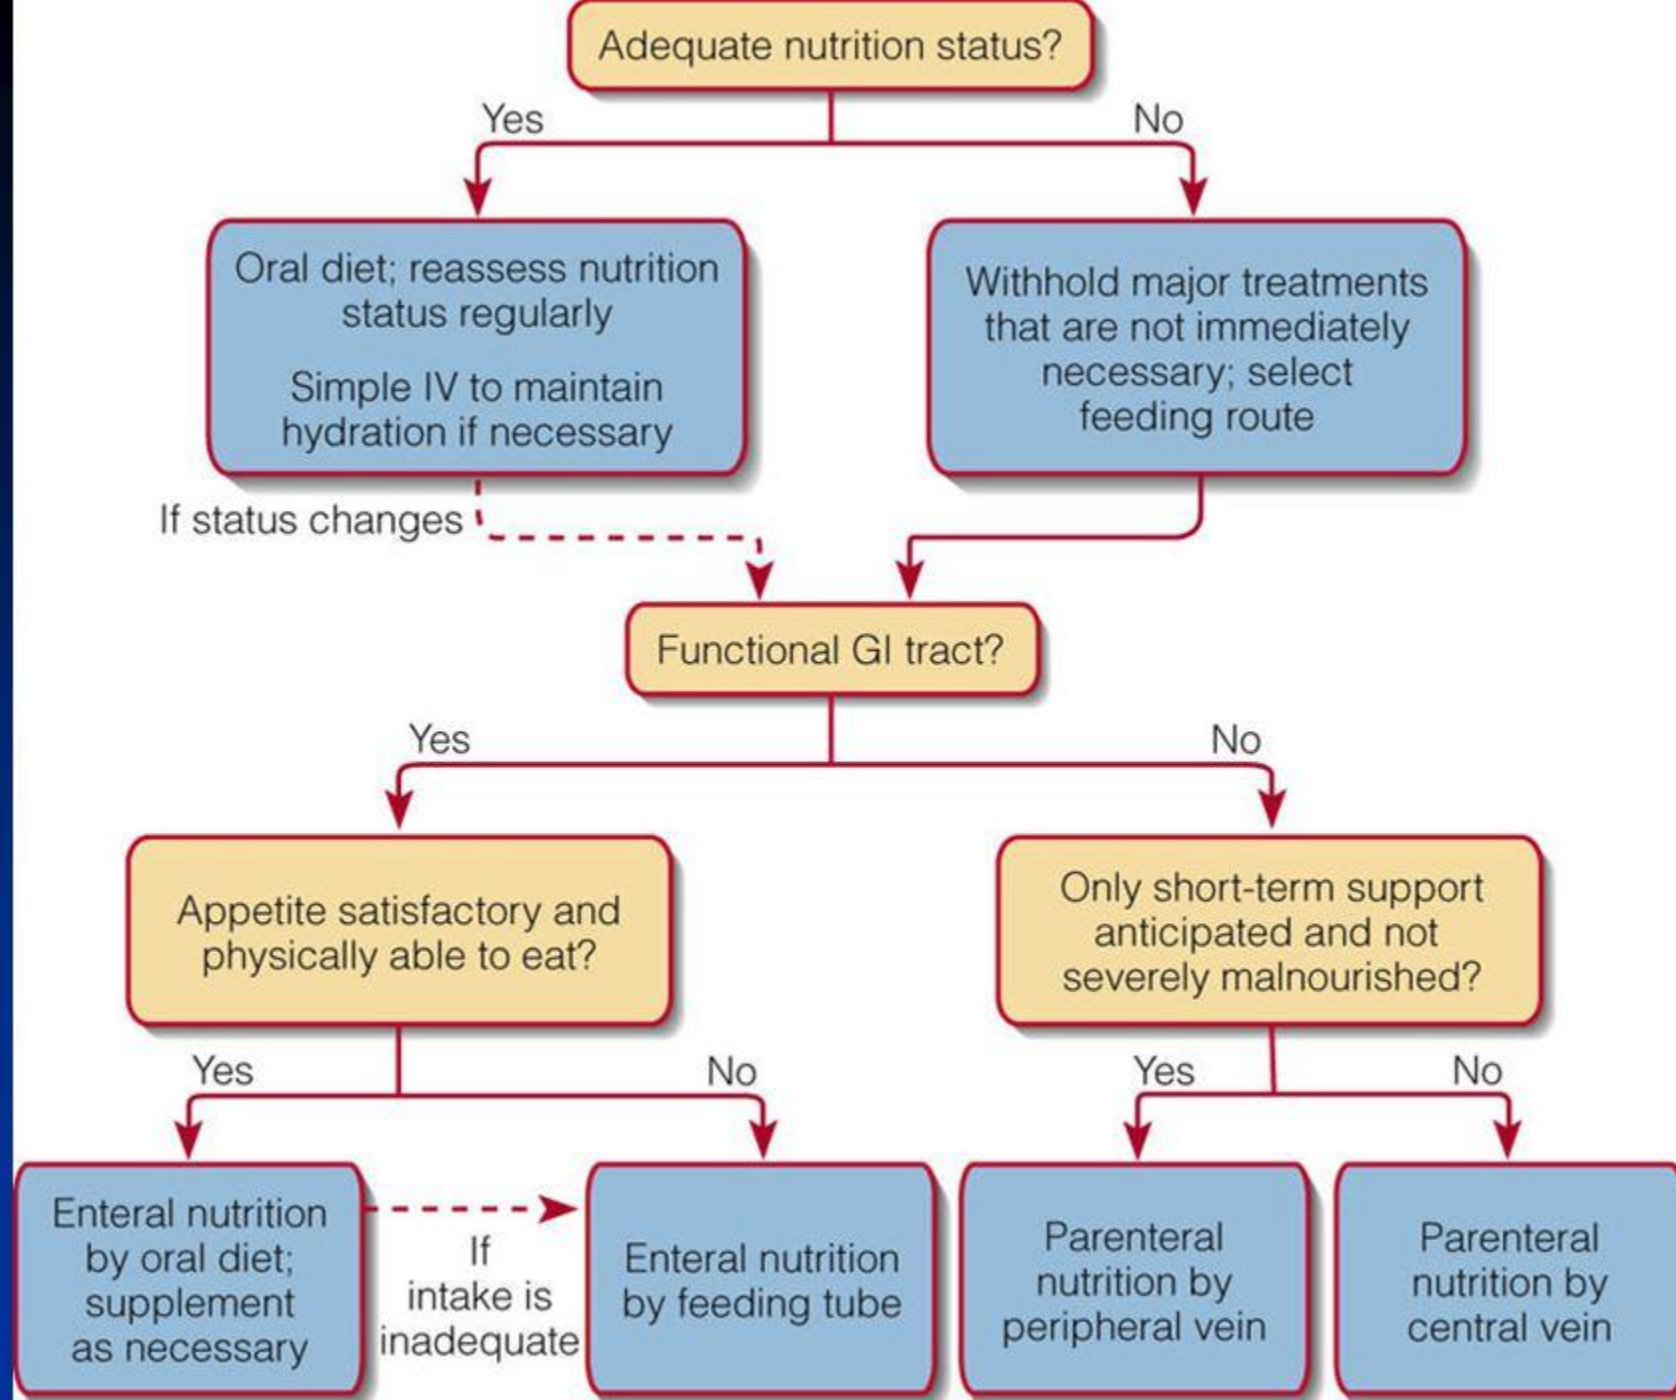 Adequate nutrition status?
Yes
No
Oral diet; reassess nutrition
status regularly
Simple IV to maintain
hydration if necessary
Withhold major treatments
that are not immediately
necessary; select
feeding route
If status changes
Functional GI tract?
Yes
No
Appetite satisfactory and
physically able to eat?
Only short-term support
anticipated and not
severely malnourished?
Yes
No
Yes
No
Enteral nutrition
by oral diet;
supplement
as necessary
If
intake is
inadequate
Enteral nutrition
by feeding tube
Parenteral
nutrition by
peripheral vein
Parenteral
nutrition by
central vein